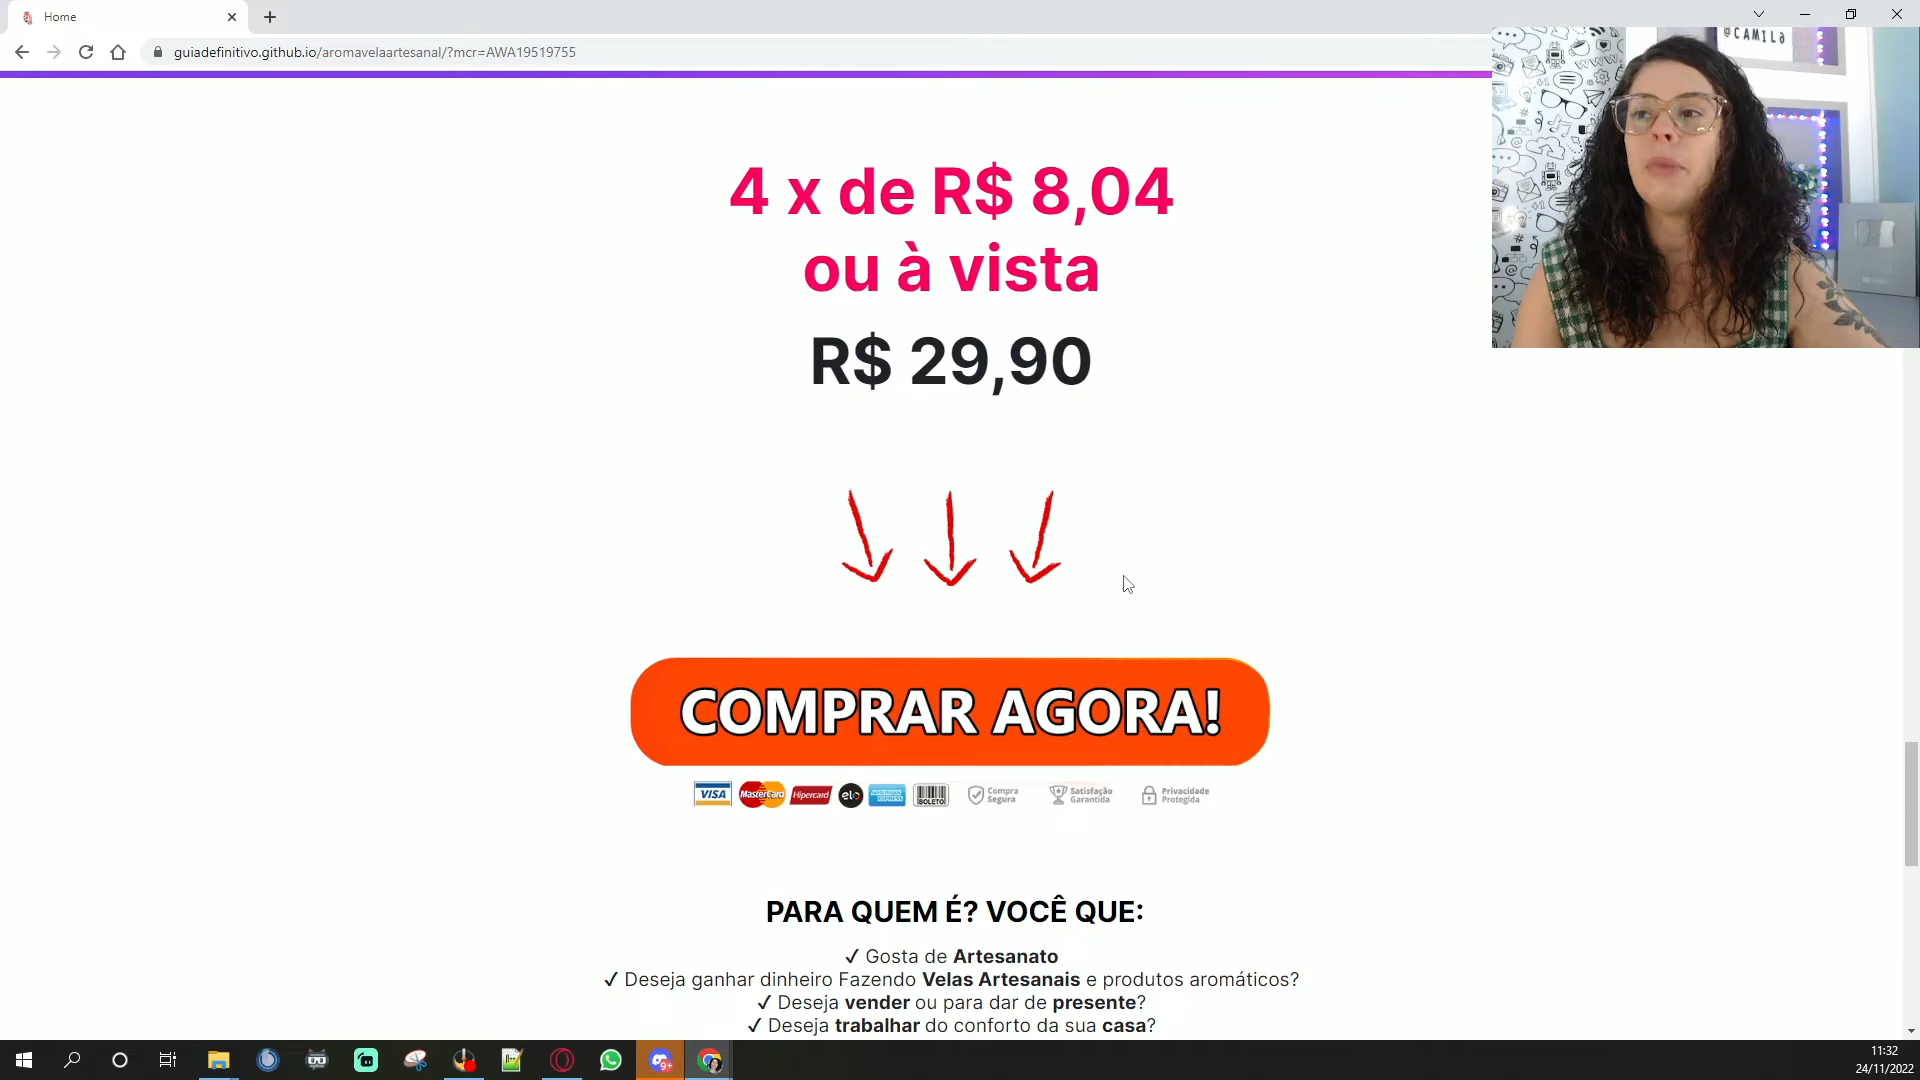 Home
guiadefinitivo.github.io/aromavelaartesanal/?mcr=AWA19519755
@CAMILA
4 x de R$ 8,04
ou à vista
R$ 29,90
COMPRAR AGORA!
VISA MasterCard Hipercard elo AMERICAN EXPRESS BOLETO Compra Segura Satisfação Garantida Privacidade Protegida
PARA QUEM É? VOCÊ QUE:
✓ Gosta de Artesanato
✓ Deseja ganhar dinheiro Fazendo Velas Artesanais e produtos aromáticos?
✓ Deseja vender ou para dar de presente?
✓ Deseja trabalhar do conforto da sua casa?
9+
11:32
24/11/2022